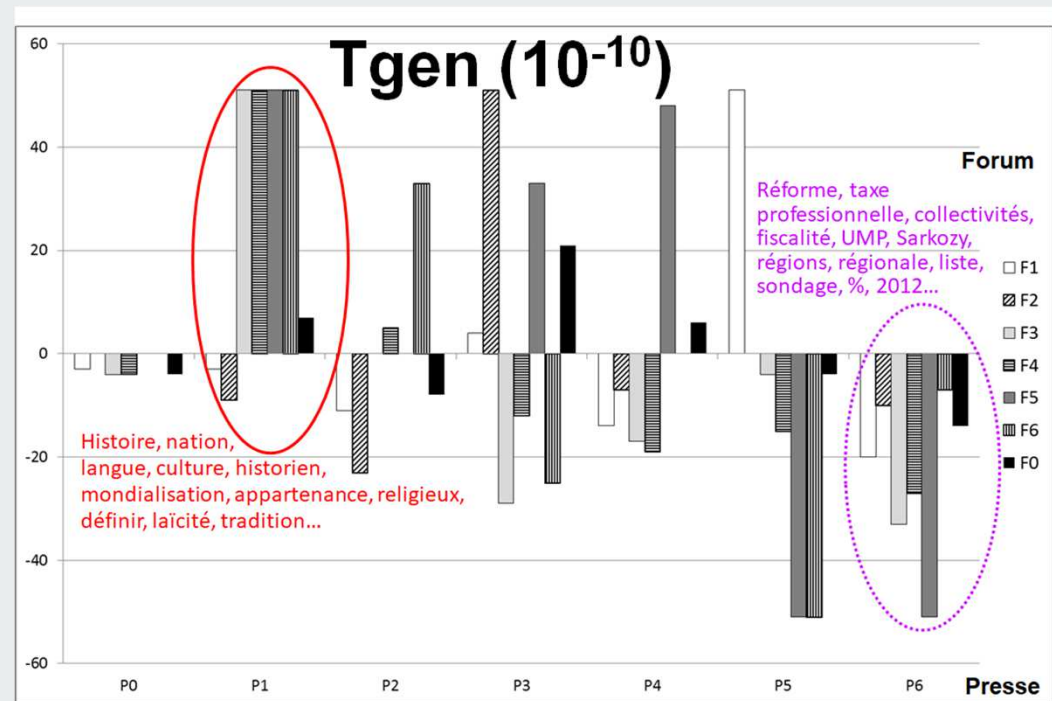 Tgen (10⁻¹⁰)
60
40
20
0
-20
-40
-60
Forum
Réforme, taxe
professionnelle, collectivités,
fiscalité, UMP, Sarkozy,
régions, régionale, liste,
sondage, %, 2012...
F1
F2
F3
F4
F5
F6
F0
Histoire, nation,
langue, culture, historien,
mondialisation, appartenance, religieux,
définir, laïcité, tradition...
P0 P1 P2 P3 P4 P5 P6 Presse